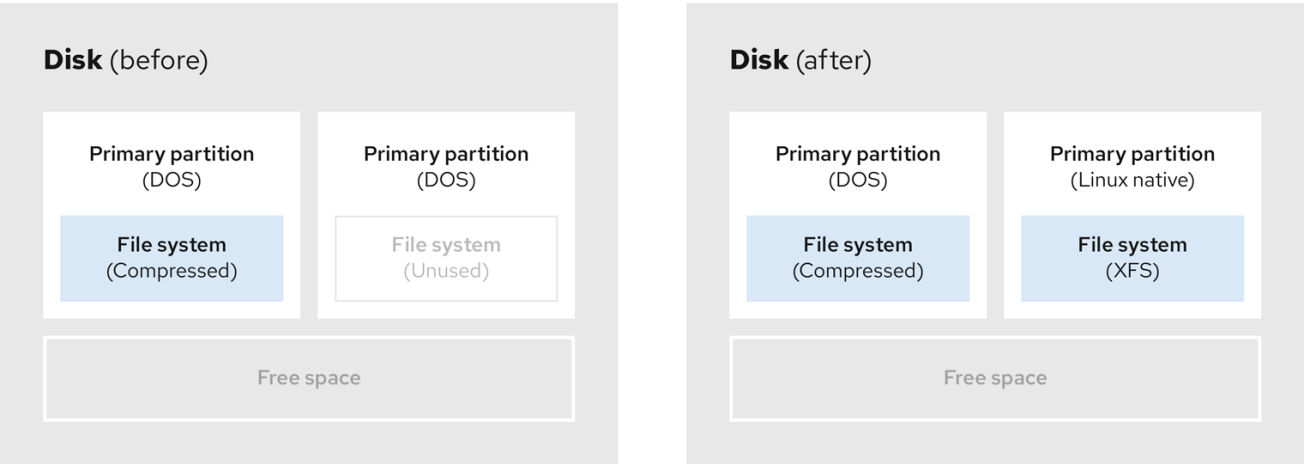 Disk (before)
Primary partition
(DOS)
File system
(Compressed)
Primary partition
(DOS)
File system
(Unused)
Free space
Disk (after)
Primary partition
(DOS)
File system
(Compressed)
Primary partition
(Linux native)
File system
(XFS)
Free space